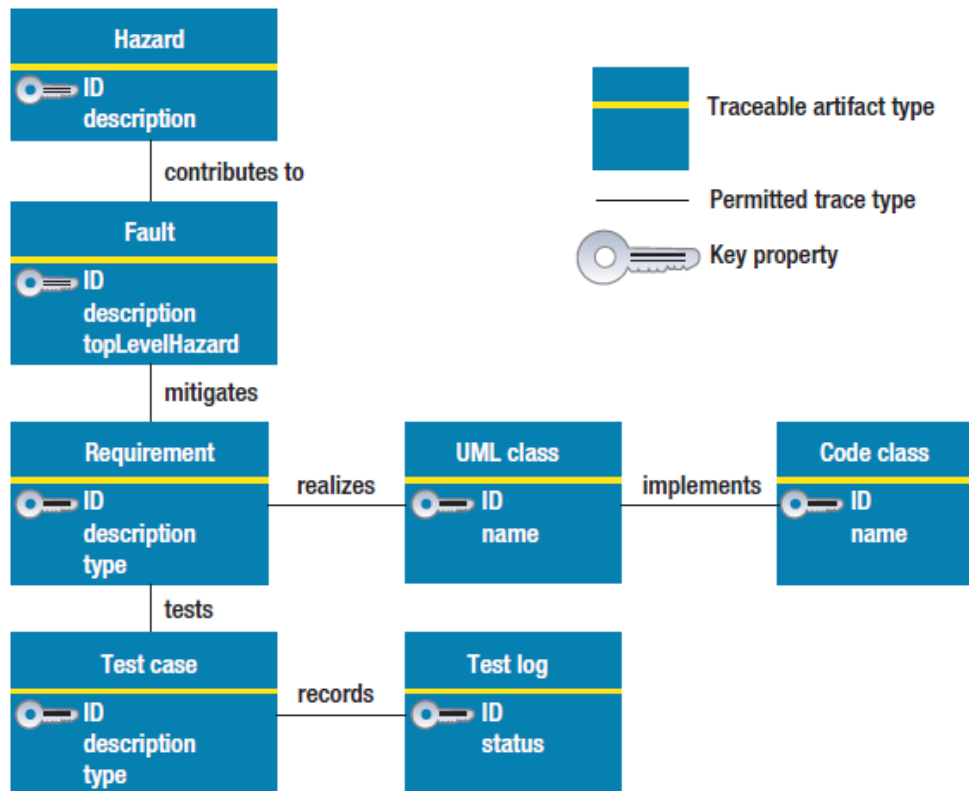 Hazard
ID
description
contributes to
Fault
ID
description
topLevelHazard
mitigates
Requirement
ID
description
type
realizes
UML class
ID
name
implements
Code class
ID
name
tests
Test case
ID
description
type
records
Test log
ID
status
Traceable artifact type
Permitted trace type
Key property